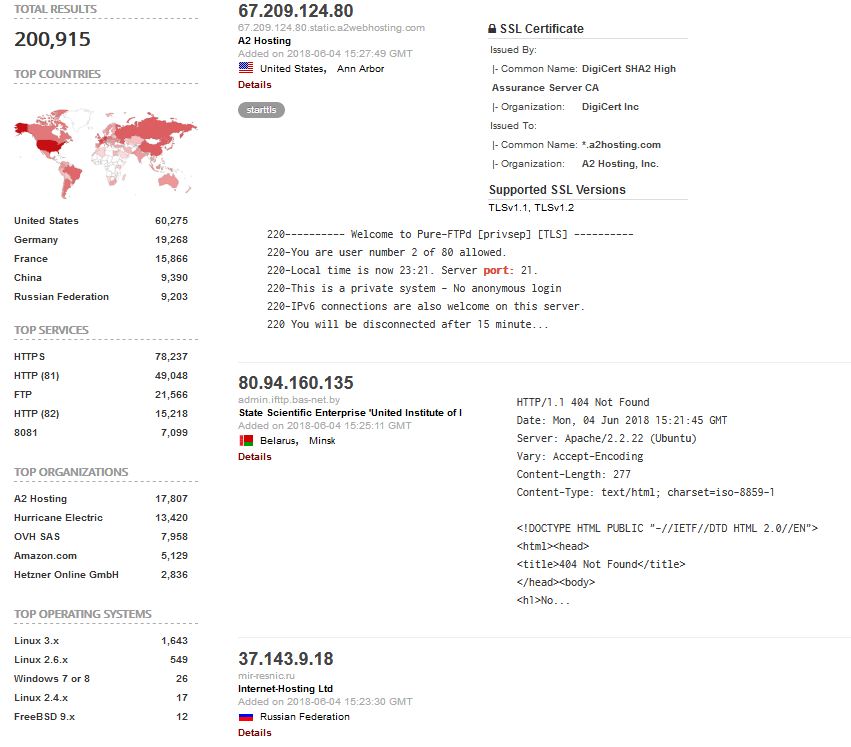 TOTAL RESULTS
200,915
TOP COUNTRIES
United States 60,275
Germany 19,268
France 15,866
China 9,390
Russian Federation 9,203
TOP SERVICES
HTTPS 78,237
HTTP (81) 49,048
FTP 21,566
HTTP (82) 15,218
8081 7,099
TOP ORGANIZATIONS
A2 Hosting 17,807
Hurricane Electric 13,420
OVH SAS 7,958
Amazon.com 5,129
Hetzner Online GmbH 2,836
TOP OPERATING SYSTEMS
Linux 3.x 1,643
Linux 2.6.x 549
Windows 7 or 8 26
Linux 2.4.x 17
FreeBSD 9.x 12
67.209.124.80
67.209.124.80.static.a2webhosting.com
A2 Hosting
Added on 2018-06-04 15:27:49 GMT
United States, Ann Arbor
Details
starttls
SSL Certificate
Issued By:
|- Common Name: DigiCert SHA2 High
Assurance Server CA
|- Organization: DigiCert Inc
Issued To:
|- Common Name: *.a2hosting.com
|- Organization: A2 Hosting, Inc.
Supported SSL Versions
TLSv1.1, TLSv1.2
220---------- Welcome to Pure-FTPd [privsep] [TLS] ----------
220-You are user number 2 of 80 allowed.
220-Local time is now 23:21. Server port: 21.
220-This is a private system - No anonymous login
220-IPv6 connections are also welcome on this server.
220 You will be disconnected after 15 minute...
80.94.160.135
admin.ifttp.bas-net.by
State Scientific Enterprise 'United Institute of I
Added on 2018-06-04 15:25:11 GMT
Belarus, Minsk
Details
HTTP/1.1 404 Not Found
Date: Mon, 04 Jun 2018 15:21:45 GMT
Server: Apache/2.2.22 (Ubuntu)
Vary: Accept-Encoding
Content-Length: 277
Content-Type: text/html; charset=iso-8859-1
<!DOCTYPE HTML PUBLIC "-//IETF//DTD HTML 2.0//EN">
<html><head>
<title>404 Not Found</title>
</head><body>
<h1>No...
37.143.9.18
mir-resnic.ru
Internet-Hosting Ltd
Added on 2018-06-04 15:23:30 GMT
Russian Federation
Details